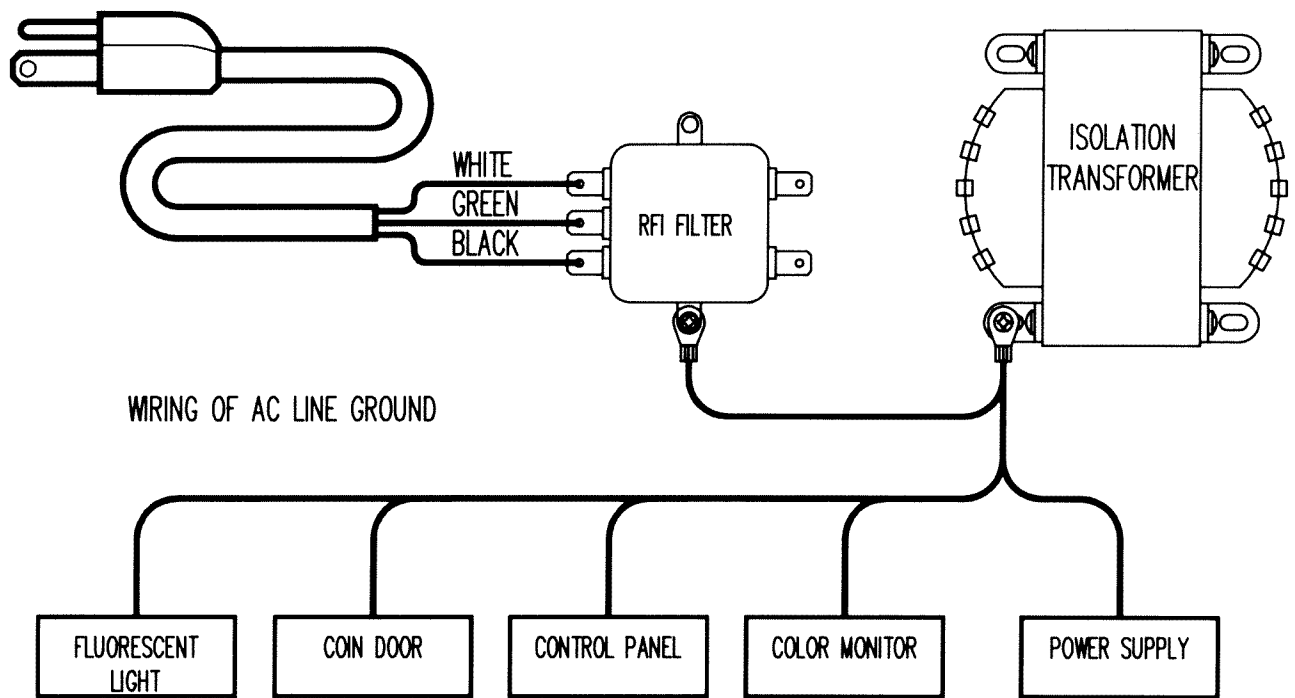 WHITE
GREEN
BLACK
RFI FILTER
ISOLATION
TRANSFORMER
WIRING OF AC LINE GROUND
FLUORESCENT
LIGHT
COIN DOOR
CONTROL PANEL
COLOR MONITOR
POWER SUPPLY